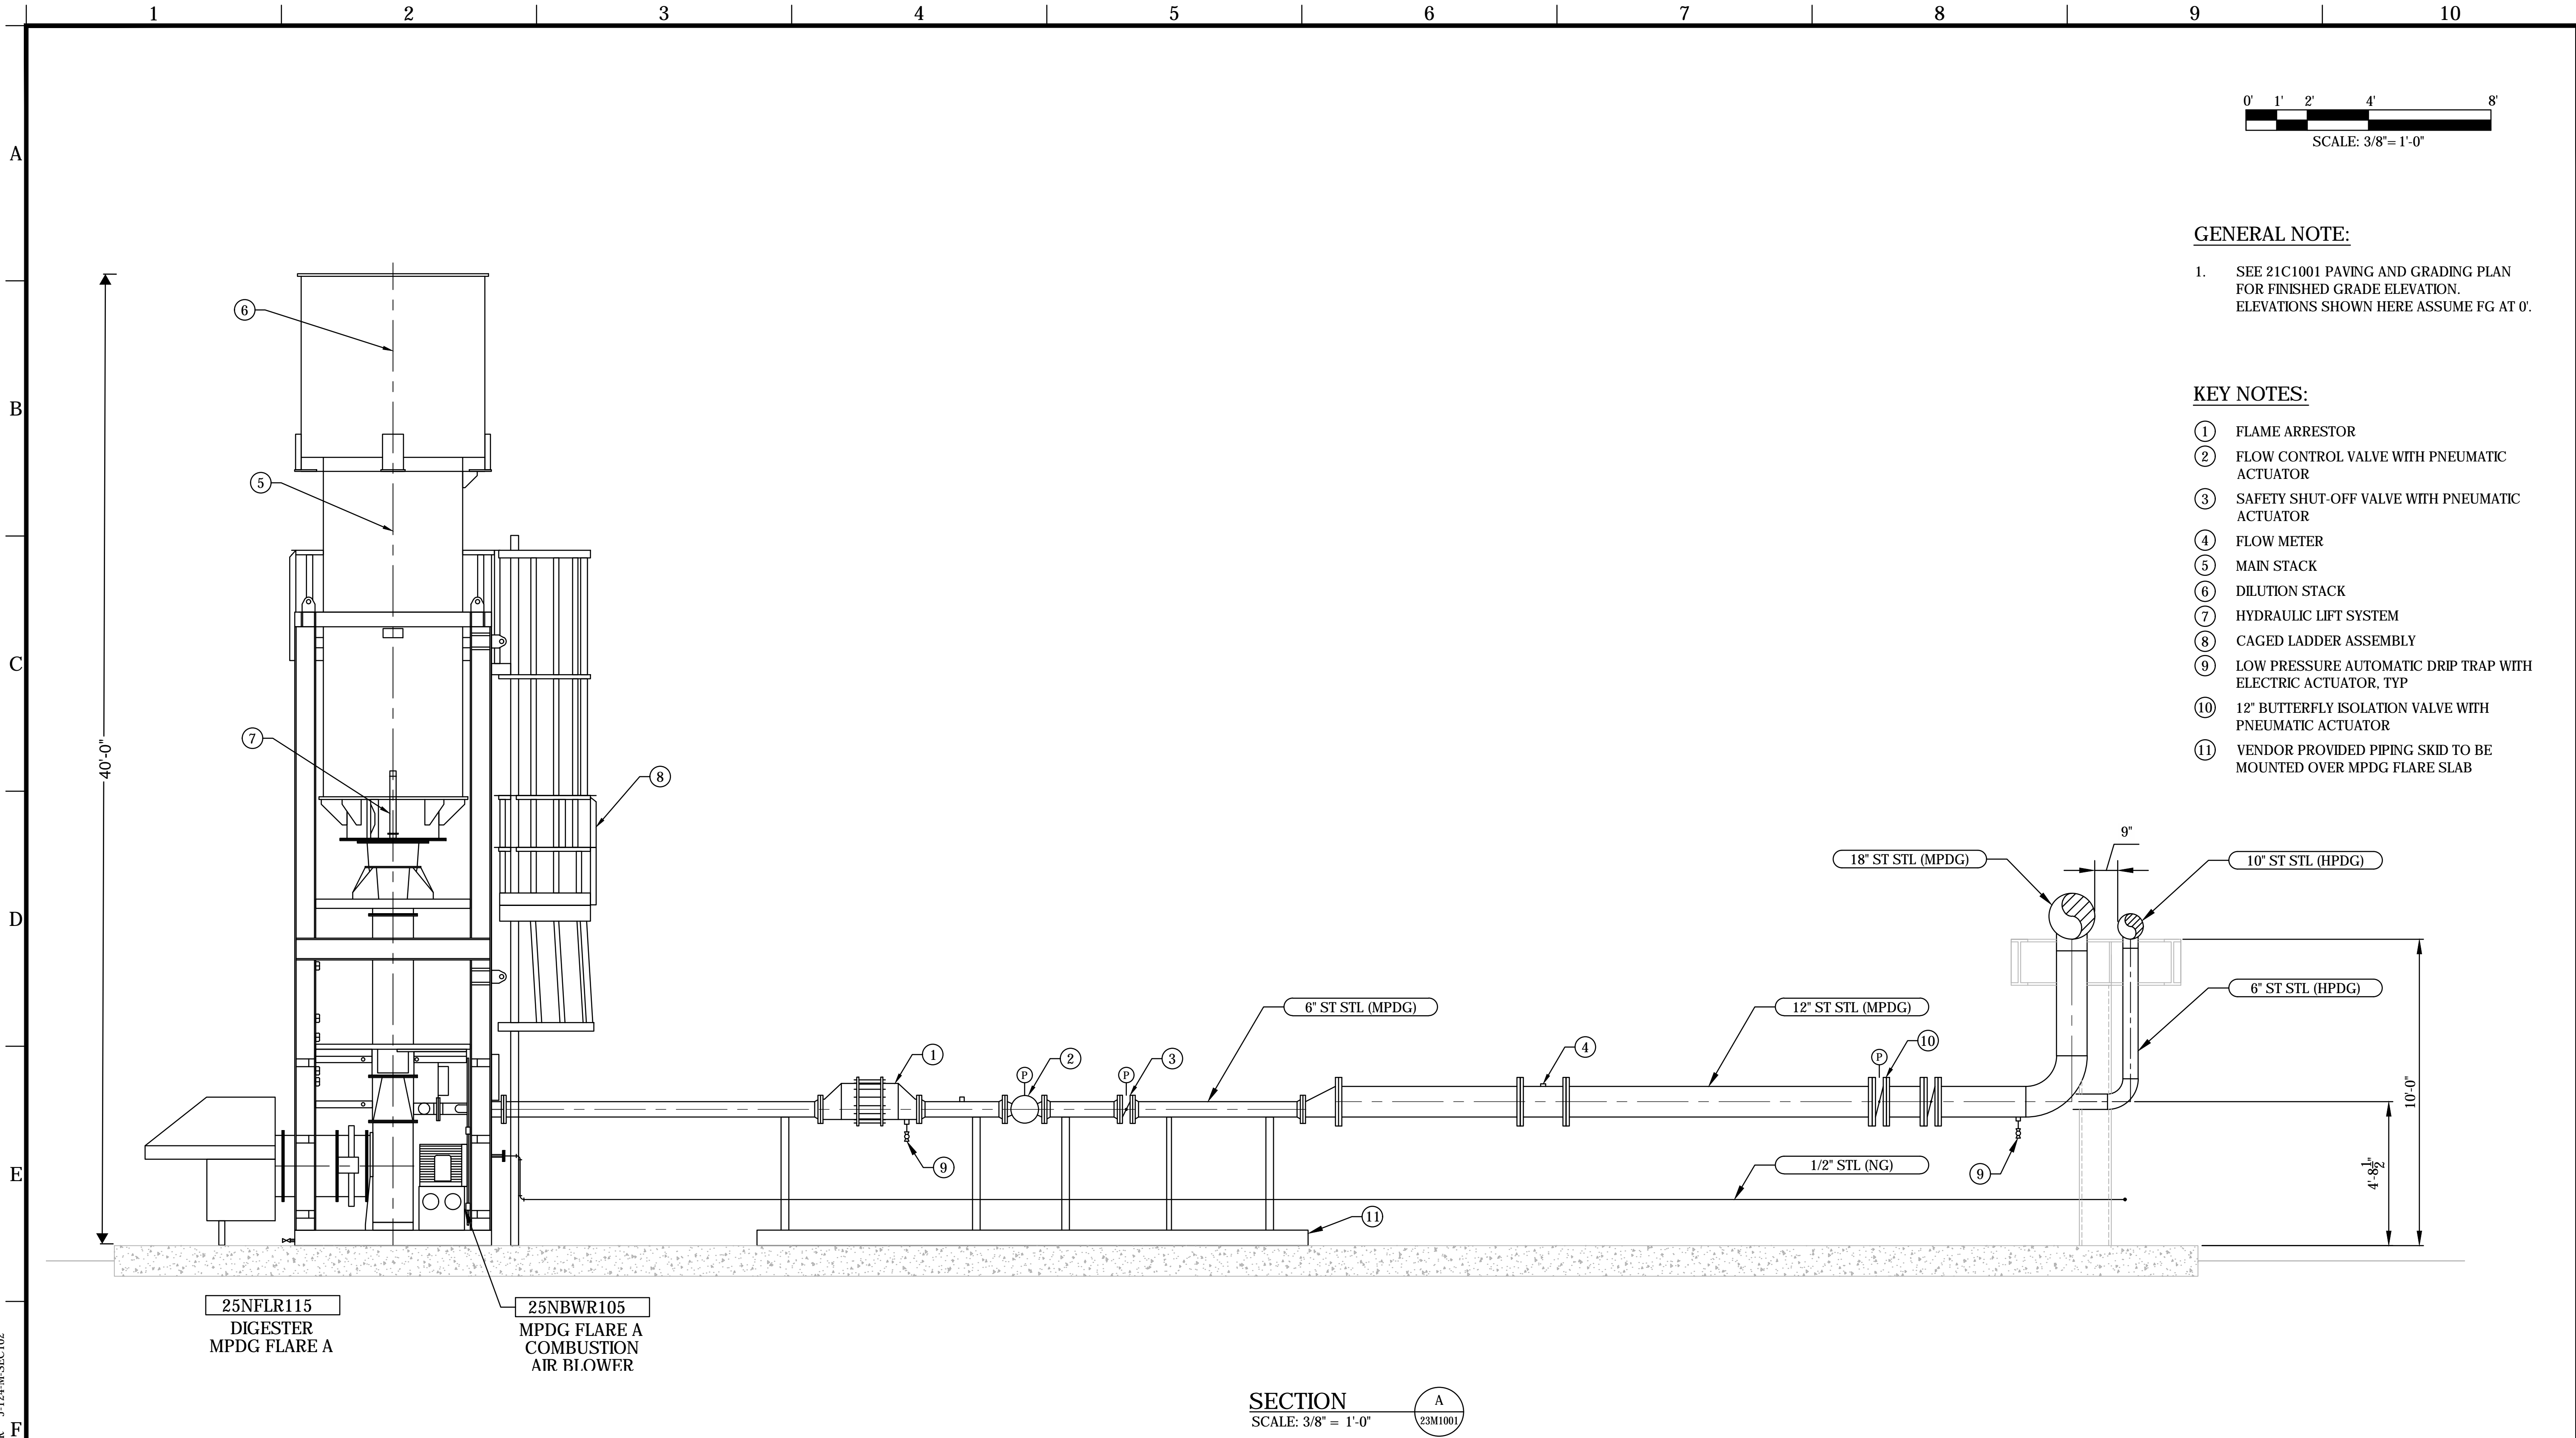 1 2 3 4 5 6 7 8 9 10
A
B
C
D
E
F
0' 1' 2' 4' 8'
SCALE: 3/8"=1'-0"
GENERAL NOTE:
1. SEE 21C1001 PAVING AND GRADING PLAN
FOR FINISHED GRADE ELEVATION.
ELEVATIONS SHOWN HERE ASSUME FG AT 0'.
KEY NOTES:
1 FLAME ARRESTOR
2 FLOW CONTROL VALVE WITH PNEUMATIC
ACTUATOR
3 SAFETY SHUT-OFF VALVE WITH PNEUMATIC
ACTUATOR
4 FLOW METER
5 MAIN STACK
6 DILUTION STACK
7 HYDRAULIC LIFT SYSTEM
8 CAGED LADDER ASSEMBLY
9 LOW PRESSURE AUTOMATIC DRIP TRAP WITH
ELECTRIC ACTUATOR, TYP
10 12" BUTTERFLY ISOLATION VALVE WITH
PNEUMATIC ACTUATOR
11 VENDOR PROVIDED PIPING SKID TO BE
MOUNTED OVER MPDG FLARE SLAB
6
5
40'-0"
7
8
9"
18" ST STL (MPDG)
10" ST STL (HPDG)
6" ST STL (HPDG)
6" ST STL (MPDG)
12" ST STL (MPDG)
1
P
2
P
3
4
P
10
10'-0"
4'-8 1/2"
9
1/2" STL (NG)
9
11
25NFLR115
DIGESTER
MPDG FLARE A
25NBWR105
MPDG FLARE A
COMBUSTION
AIR BLOWER
SECTION
SCALE: 3/8" = 1'-0"
A
23M1001